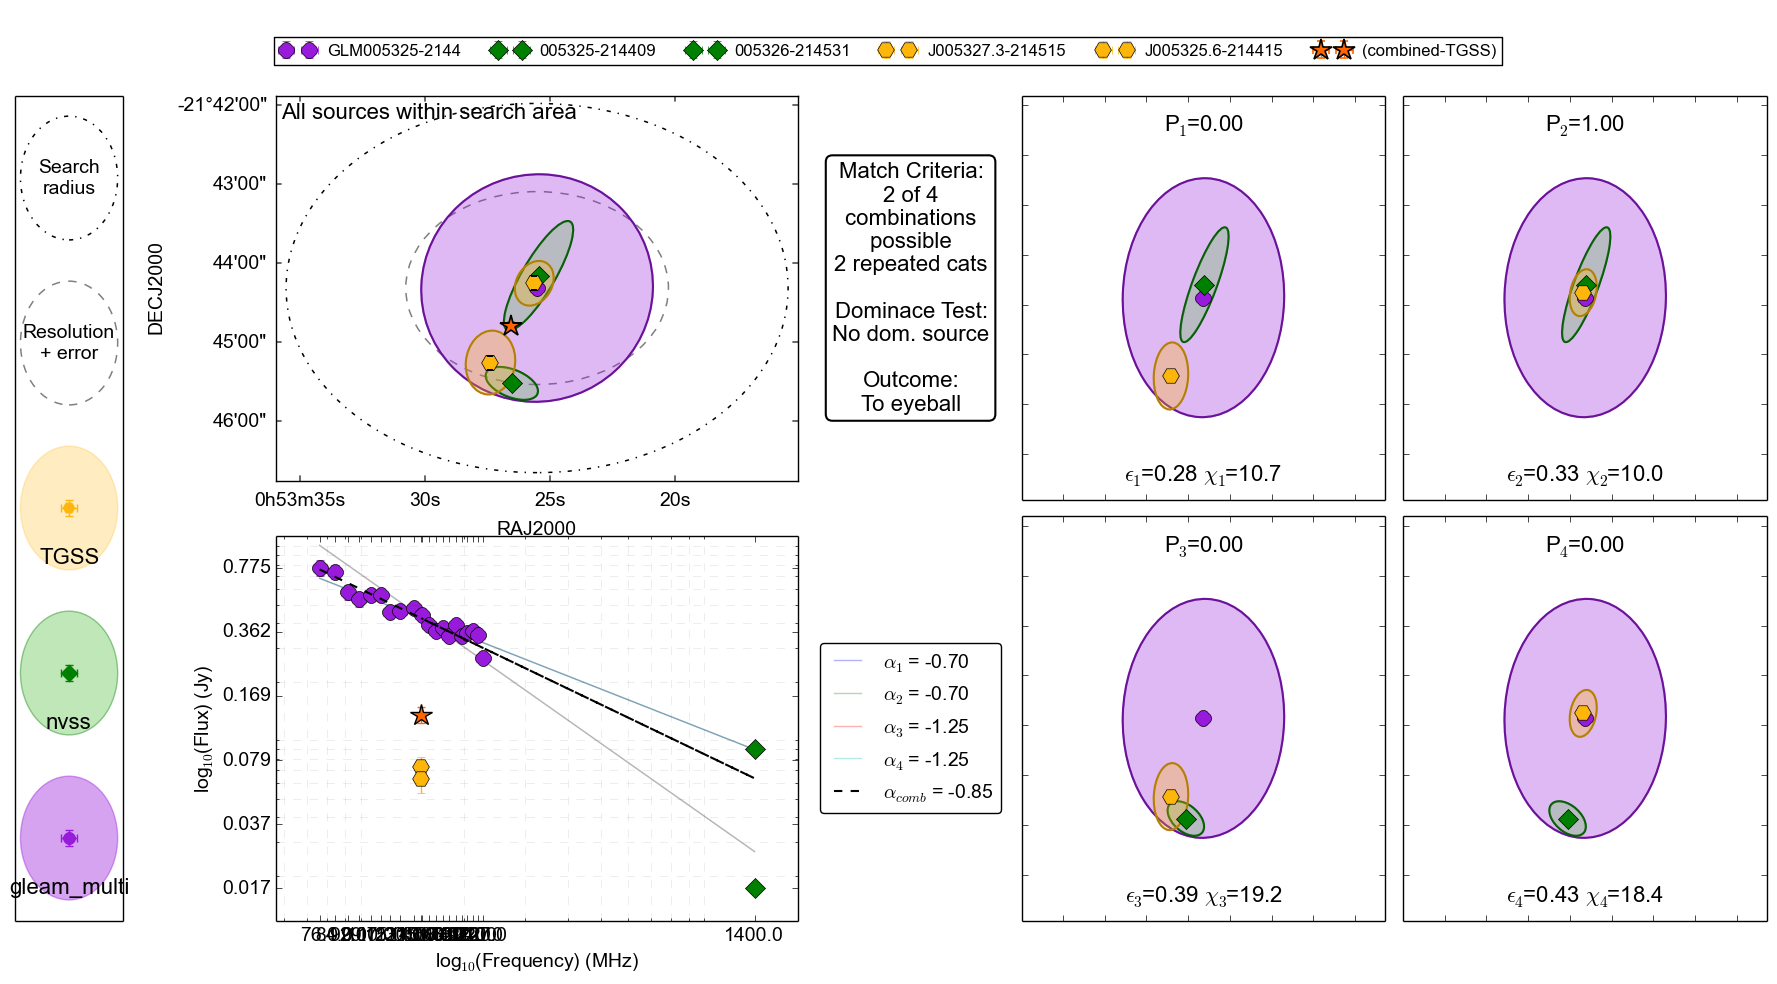 GLM005325-2144 005325-214409 005326-214531 J005327.3-214515 J005325.6-214415 (combined-TGSS)
Search
radius
Resolution
+ error
TGSS
nvss
gleam_multi
All sources within search area
DECJ2000
-21°42'00"
43'00"
44'00"
45'00"
46'00"
0h53m35s 30s 25s 20s
RAJ2000
Match Criteria:
2 of 4
combinations
possible
2 repeated cats
Dominace Test:
No dom. source
Outcome:
To eyeball
P1=0.00
ϵ1=0.28 χ1=10.7
P2=1.00
ϵ2=0.33 χ2=10.0
log10(Flux) (Jy)
0.775
0.362
0.169
0.079
0.037
0.017
1400.0
log10(Frequency) (MHz)
α1 = -0.70
α2 = -0.70
α3 = -1.25
α4 = -1.25
αcomb = -0.85
P3=0.00
ϵ3=0.39 χ3=19.2
P4=0.00
ϵ4=0.43 χ4=18.4